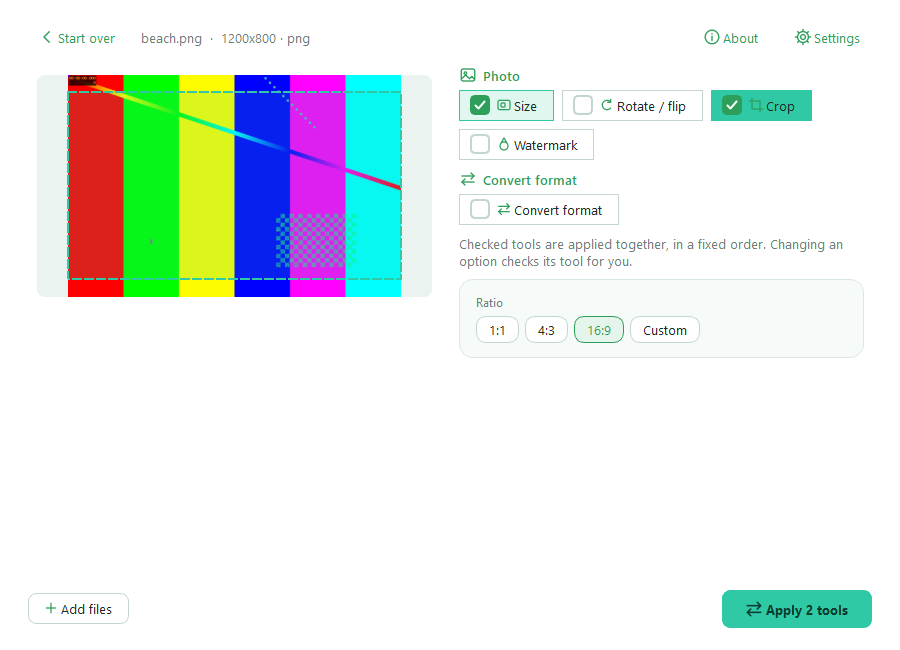 Start over beach.png · 1200x800 · png About Settings
Photo
Size Rotate / flip Crop
Watermark
Convert format
Convert format
Checked tools are applied together, in a fixed order. Changing an
option checks its tool for you.
Ratio
1:1 4:3 16:9 Custom
+ Add files Apply 2 tools